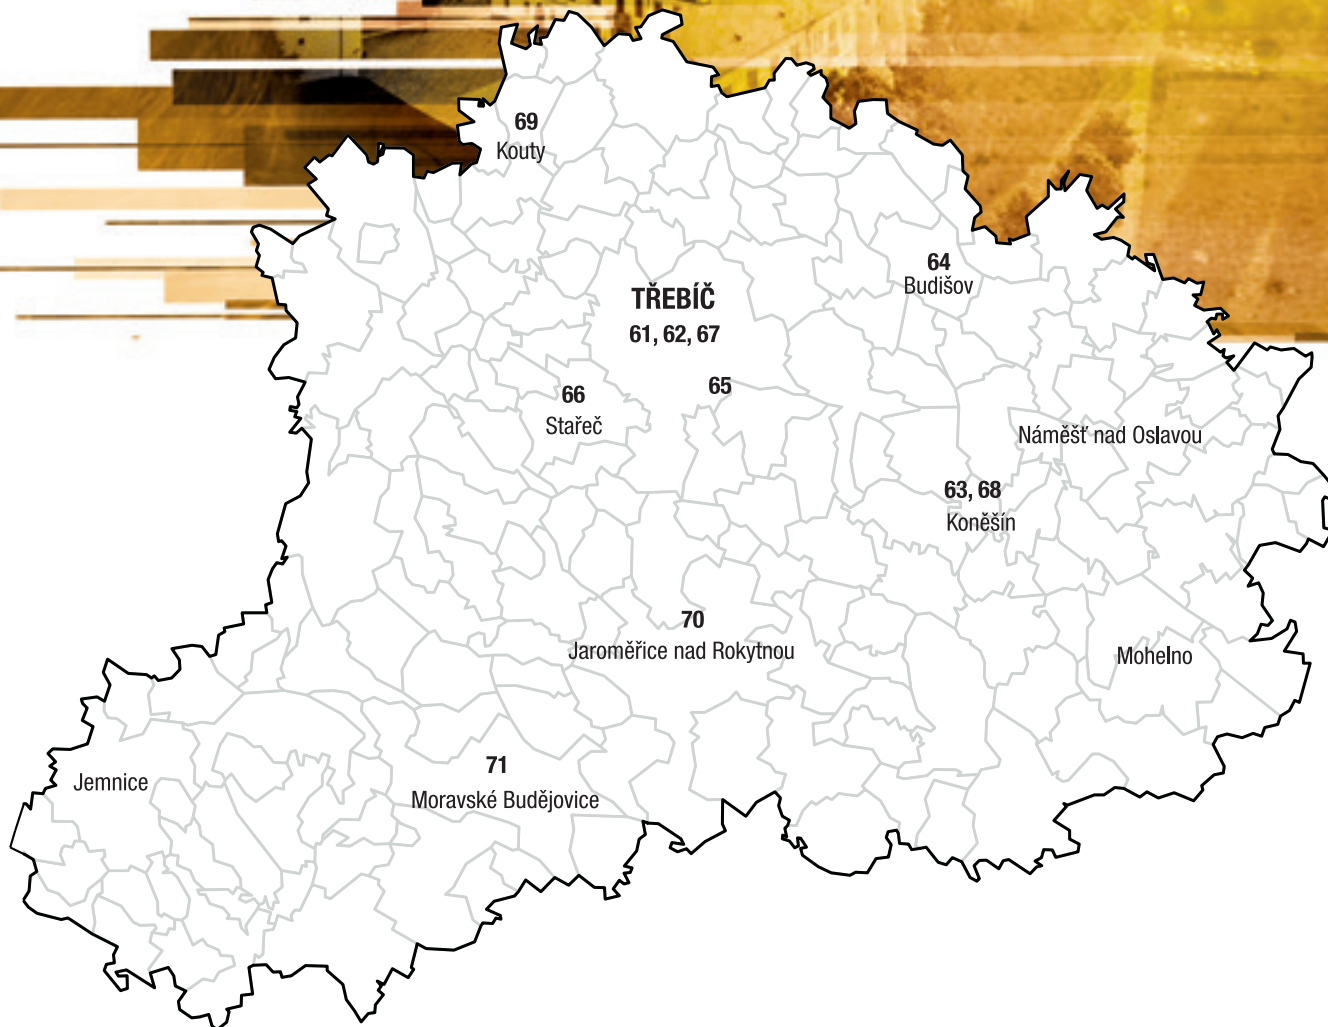 69
Kouty
64
Budišov
TŘEBÍČ
61, 62, 67
65
66
Stařeč
Náměšť nad Oslavou
63, 68
Koněšín
70
Jaroměřice nad Rokytnou
Mohelno
71
Moravské Budějovice
Jemnice